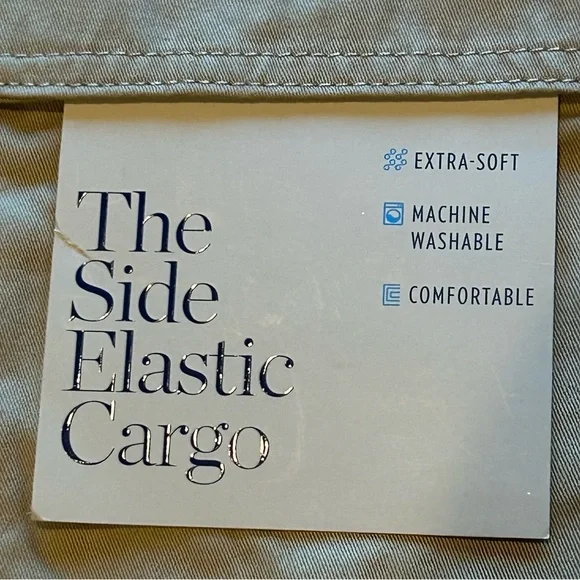 The
Side
Elastic
Cargo
EXTRA-SOFT
MACHINE
WASHABLE
COMFORTABLE